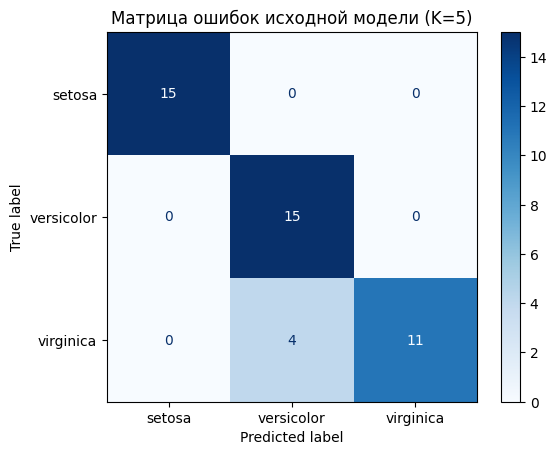 Матрица ошибок исходной модели (K=5)
setosa
15
0
0
versicolor
0
15
0
virginica
0
4
11
setosa
versicolor
virginica
True label
Predicted label
14
12
10
8
6
4
2
0